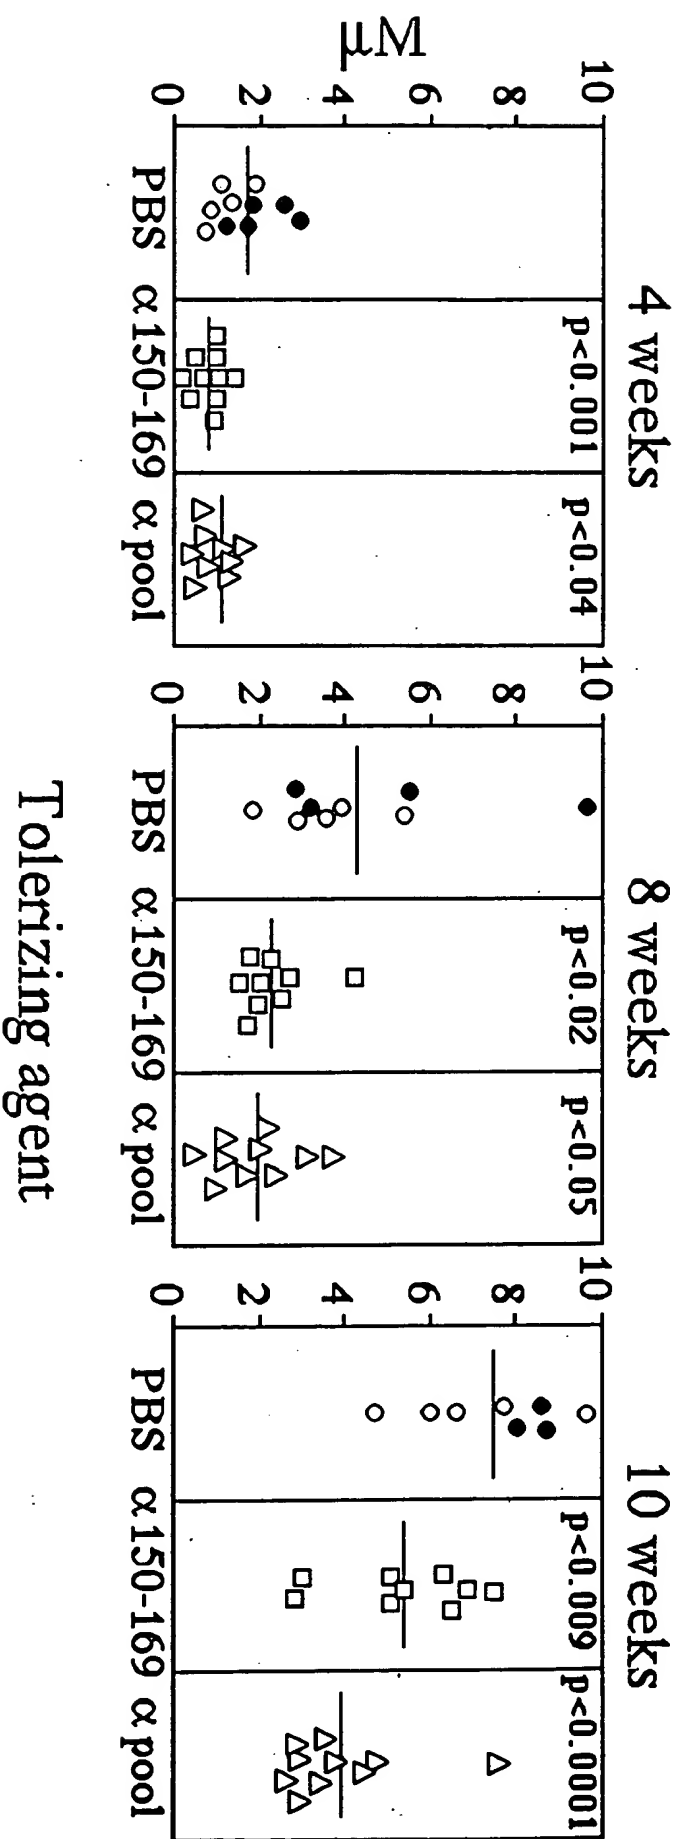 4 weeks
8 weeks
10 weeks
p<0.001
p<0.04
p<0.02
p<0.05
p<0.009
p<0.0001
μM
10
8
6
4
2
0
10
8
6
4
2
0
10
8
6
4
2
0
PBS α150-169 α pool
PBS α150-169 α pool
PBS α150-169 α pool
Tolerizing agent